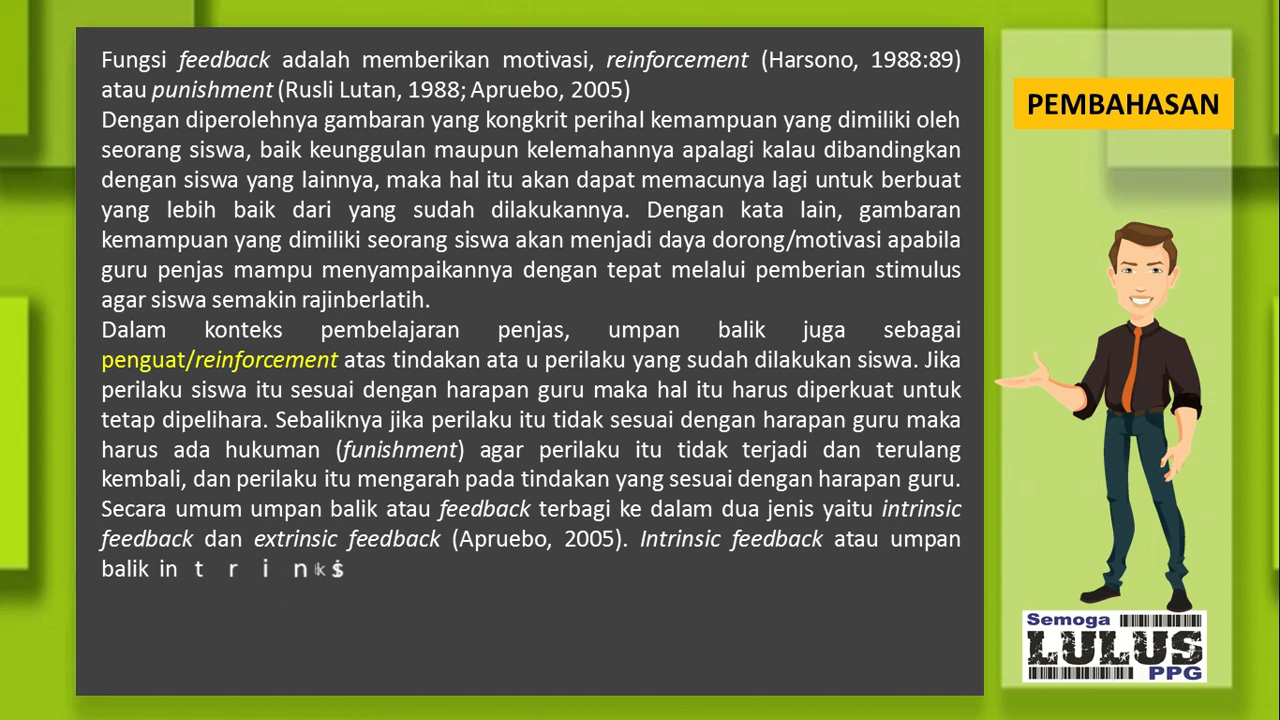 Fungsi feedback adalah memberikan motivasi, reinforcement (Harsono, 1988:89)
atau punishment (Rusli Lutan, 1988; Apruebo, 2005)
Dengan diperolehnya gambaran yang kongkrit perihal kemampuan yang dimiliki oleh
seorang siswa, baik keunggulan maupun kelemahannya apalagi kalau dibandingkan
dengan siswa yang lainnya, maka hal itu akan dapat memacunya lagi untuk berbuat
yang lebih baik dari yang sudah dilakukannya. Dengan kata lain, gambaran
kemampuan yang dimiliki seorang siswa akan menjadi daya dorong/motivasi apabila
guru penjas mampu menyampaikannya dengan tepat melalui pemberian stimulus
agar siswa semakin rajinberlatih.
Dalam konteks pembelajaran penjas, umpan balik juga sebagai
penguat/reinforcement atas tindakan ata u perilaku yang sudah dilakukan siswa. Jika
perilaku siswa itu sesuai dengan harapan guru maka hal itu harus diperkuat untuk
tetap dipelihara. Sebaliknya jika perilaku itu tidak sesuai dengan harapan guru maka
harus ada hukuman (funishment) agar perilaku itu tidak terjadi dan terulang
kembali, dan perilaku itu mengarah pada tindakan yang sesuai dengan harapan guru.
Secara umum umpan balik atau feedback terbagi ke dalam dua jenis yaitu intrinsic
feedback dan extrinsic feedback (Apruebo, 2005). Intrinsic feedback atau umpan
balik in t r i n
PEMBAHASAN
Semoga
LULUS
PPG